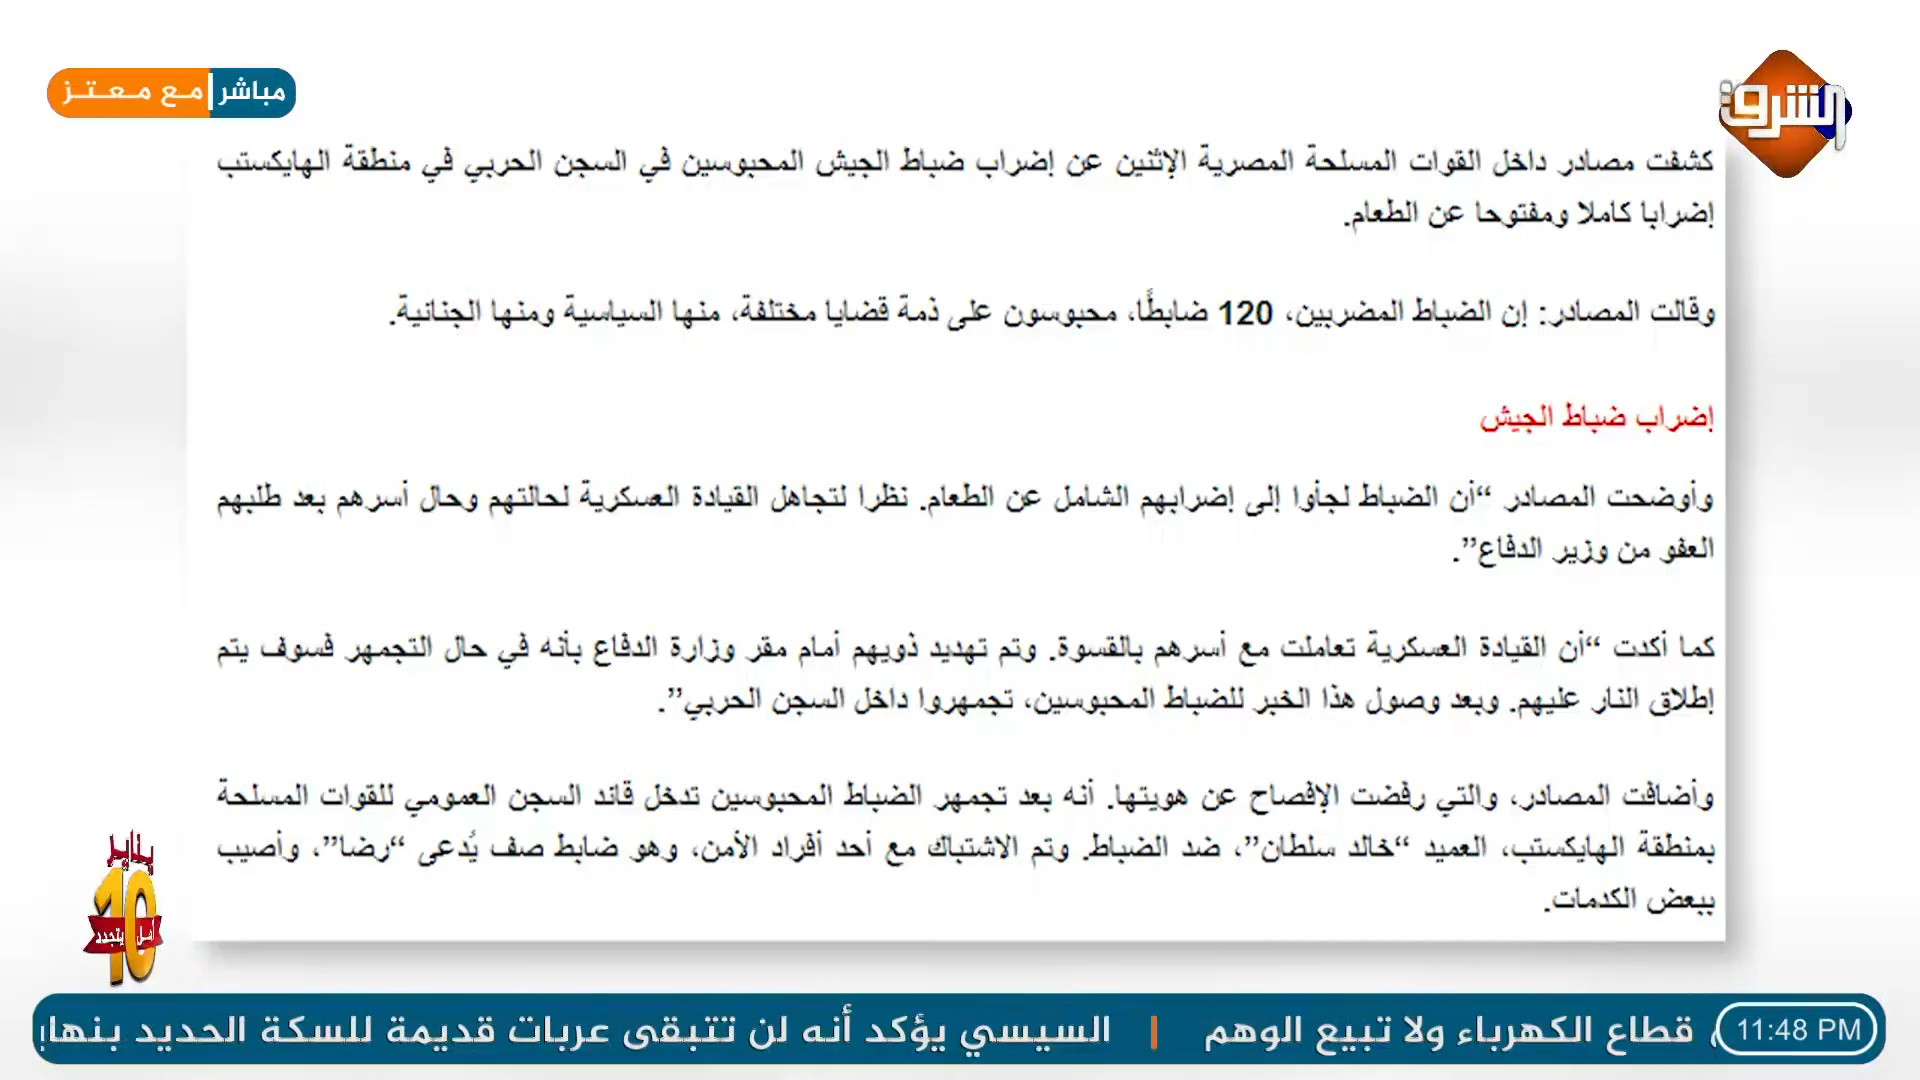 مباشر مع معتز
الشرق
كشفت مصادر داخل القوات المسلحة المصرية الإثنين عن إضراب ضباط الجيش المحبوسين في السجن الحربي في منطقة الهايكستب
إضرابا كاملا ومفتوحا عن الطعام.
وقالت المصادر: إن الضباط المضربين، 120 ضابطًا، محبوسون على ذمة قضايا مختلفة، منها السياسية ومنها الجنائية.
إضراب ضباط الجيش
وأوضحت المصادر “أن الضباط لجأوا إلى إضرابهم الشامل عن الطعام. نظرا لتجاهل القيادة العسكرية لحالتهم وحال أسرهم بعد طلبهم
العفو من وزير الدفاع”.
كما أكدت “أن القيادة العسكرية تعاملت مع أسرهم بالقسوة. وتم تهديد ذويهم أمام مقر وزارة الدفاع بأنه في حال التجمهر فسوف يتم
إطلاق النار عليهم. وبعد وصول هذا الخبر للضباط المحبوسين، تجمهروا داخل السجن الحربي”.
وأضافت المصادر، والتي رفضت الإفصاح عن هويتها. أنه بعد تجمهر الضباط المحبوسين تدخل قائد السجن العمومي للقوات المسلحة
بمنطقة الهايكستب، العميد “خالد سلطان”، ضد الضباط. وتم الاشتباك مع أحد أفراد الأمن، وهو ضابط صف يُدعى “رضا”، وأصيب
ببعض الكدمات.
يناير
10
أمل يتجدد
11:48 PM
قطاع الكهرباء ولا تبيع الوهم | السيسي يؤكد أنه لن تتبقى عربات قديمة للسكة الحديد بنها